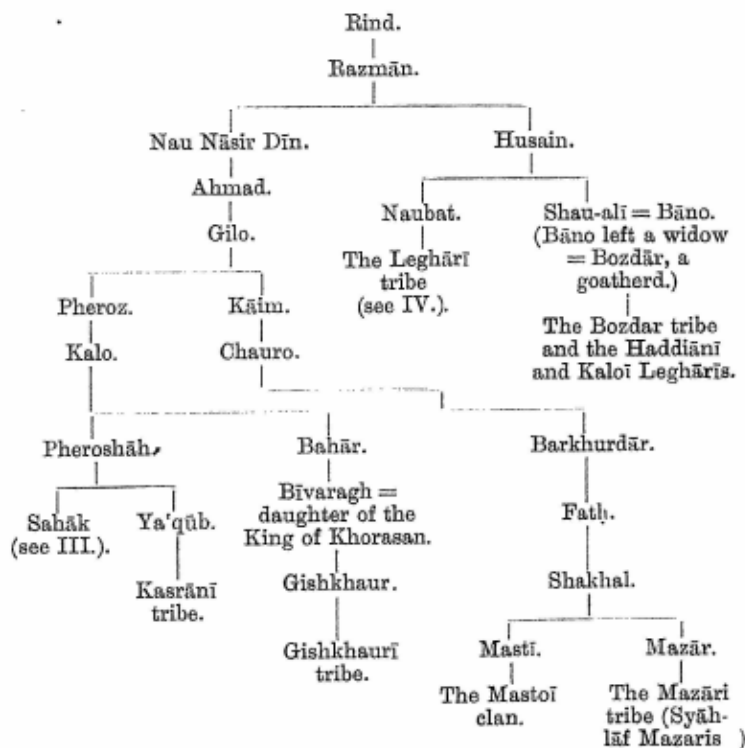 Rind.
Razmān.
Nau Nāsir Dīn.
Husain.
Ahmad.
Naubat.
Shau-alī = Bāno.
(Bāno left a widow
= Bozdār, a
goatherd.)
Gilo.
The Leghārī
tribe
(see IV.).
The Bozdar tribe
and the Haddiānī
and Kaloī Leghārīs.
Pheroz.
Kāim.
Kalo.
Chauro.
Pheroshāh,
Bahār.
Barkhurdār.
Sahāk
(see III.).
Ya'qūb.
Bīvaragh =
daughter of the
King of Khorasan.
Fatḥ.
Kasrānī
tribe.
Gishkhaur.
Shakhal.
Gishkhaurī
tribe.
Mastī.
Mazār.
The Mastoī
clan.
The Mazāri
tribe (Syāh-
lāf Mazaris )